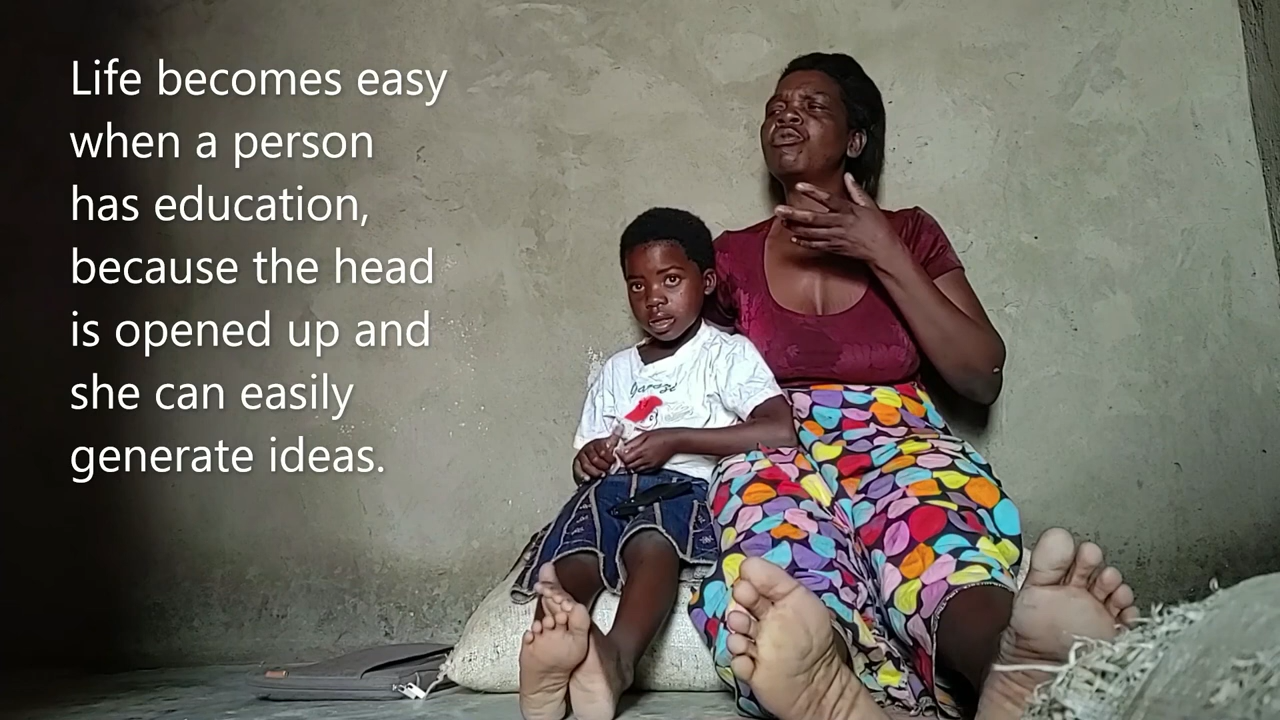 Life becomes easy
when a person
has education,
because the head
is opened up and
she can easily
generate ideas.